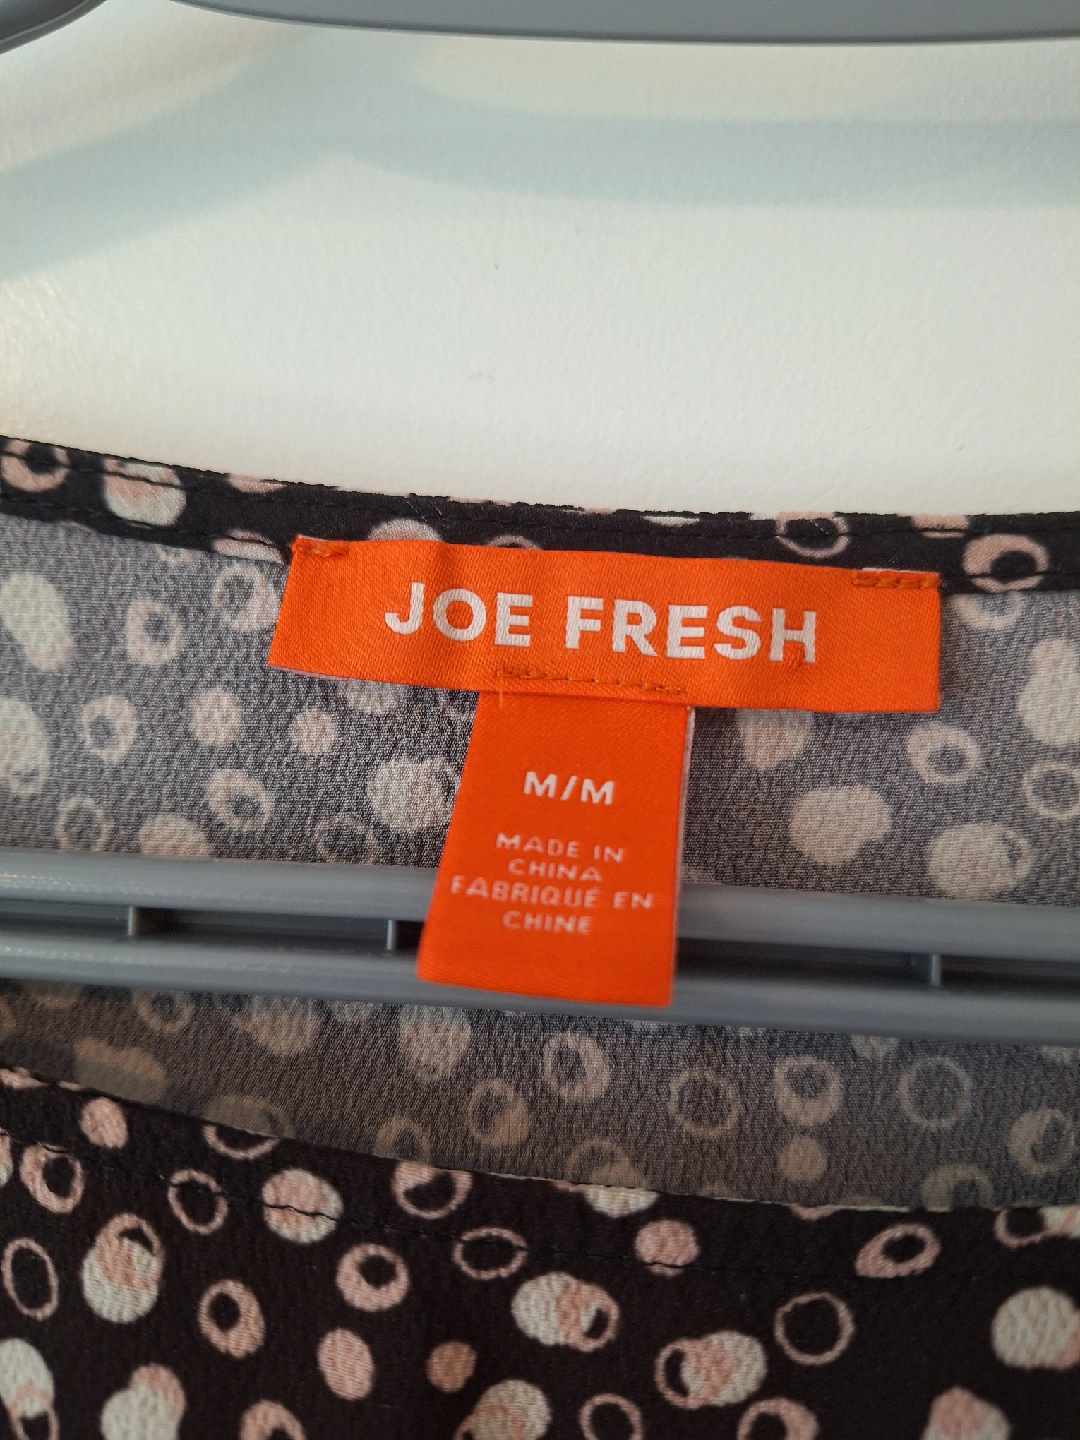 JOE FRESH
M/M
MADE IN
CHINA
FABRIQUÉ EN
CHINE